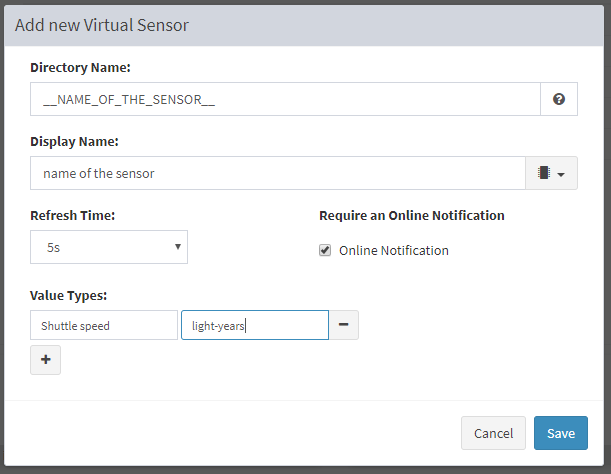 Add new Virtual Sensor
Directory Name:
__NAME_OF_THE_SENSOR__
Display Name:
name of the sensor
Refresh Time: Require an Online Notification
5s Online Notification
Value Types:
Shuttle speed light-years
Cancel Save